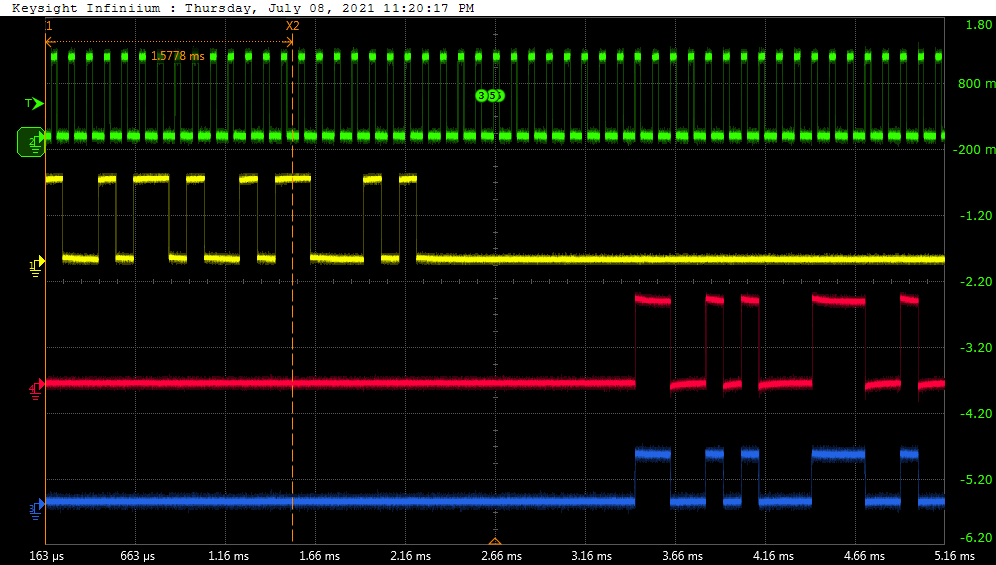 Keysight Infiniium : Thursday, July 08, 2021 11:20:17 PM
1 X2 1.80
1.5778 ms
800 m
T 3 5
2 -200 m
-1.20
1
-2.20
-3.20
4
-4.20
-5.20
3
-6.20
163 µs 663 µs 1.16 ms 1.66 ms 2.16 ms 2.66 ms 3.16 ms 3.66 ms 4.16 ms 4.66 ms 5.16 ms